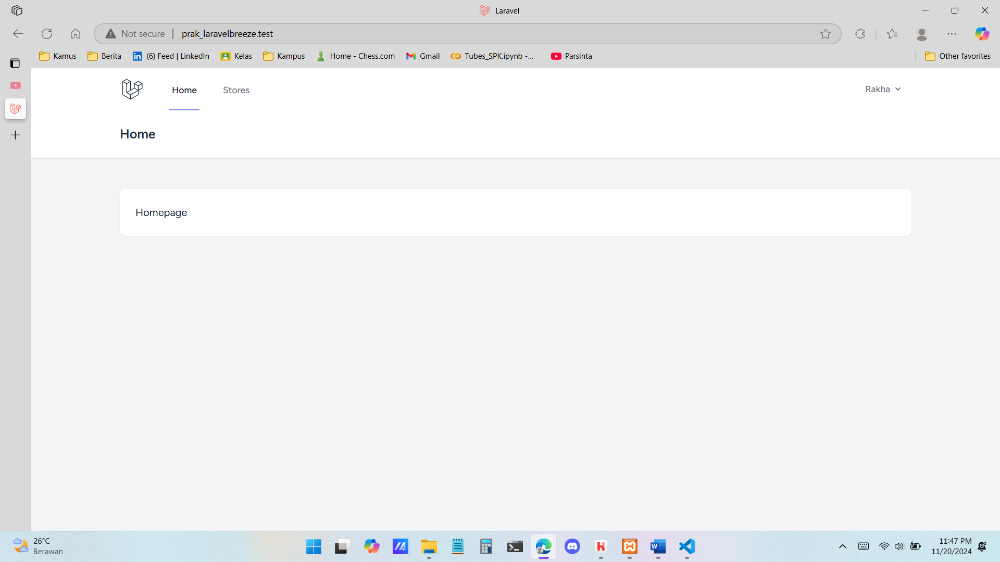 Laravel
Not secure prak_laravelbreeze.test
Kamus Berita (6) Feed | LinkedIn Kelas Kampus Home - Chess.com Gmail Tubes_SPK.ipynb -... Parsinta Other favorites
Home Stores Rakha
Home
Homepage
26°C
Berawan
11:47 PM
11/20/2024